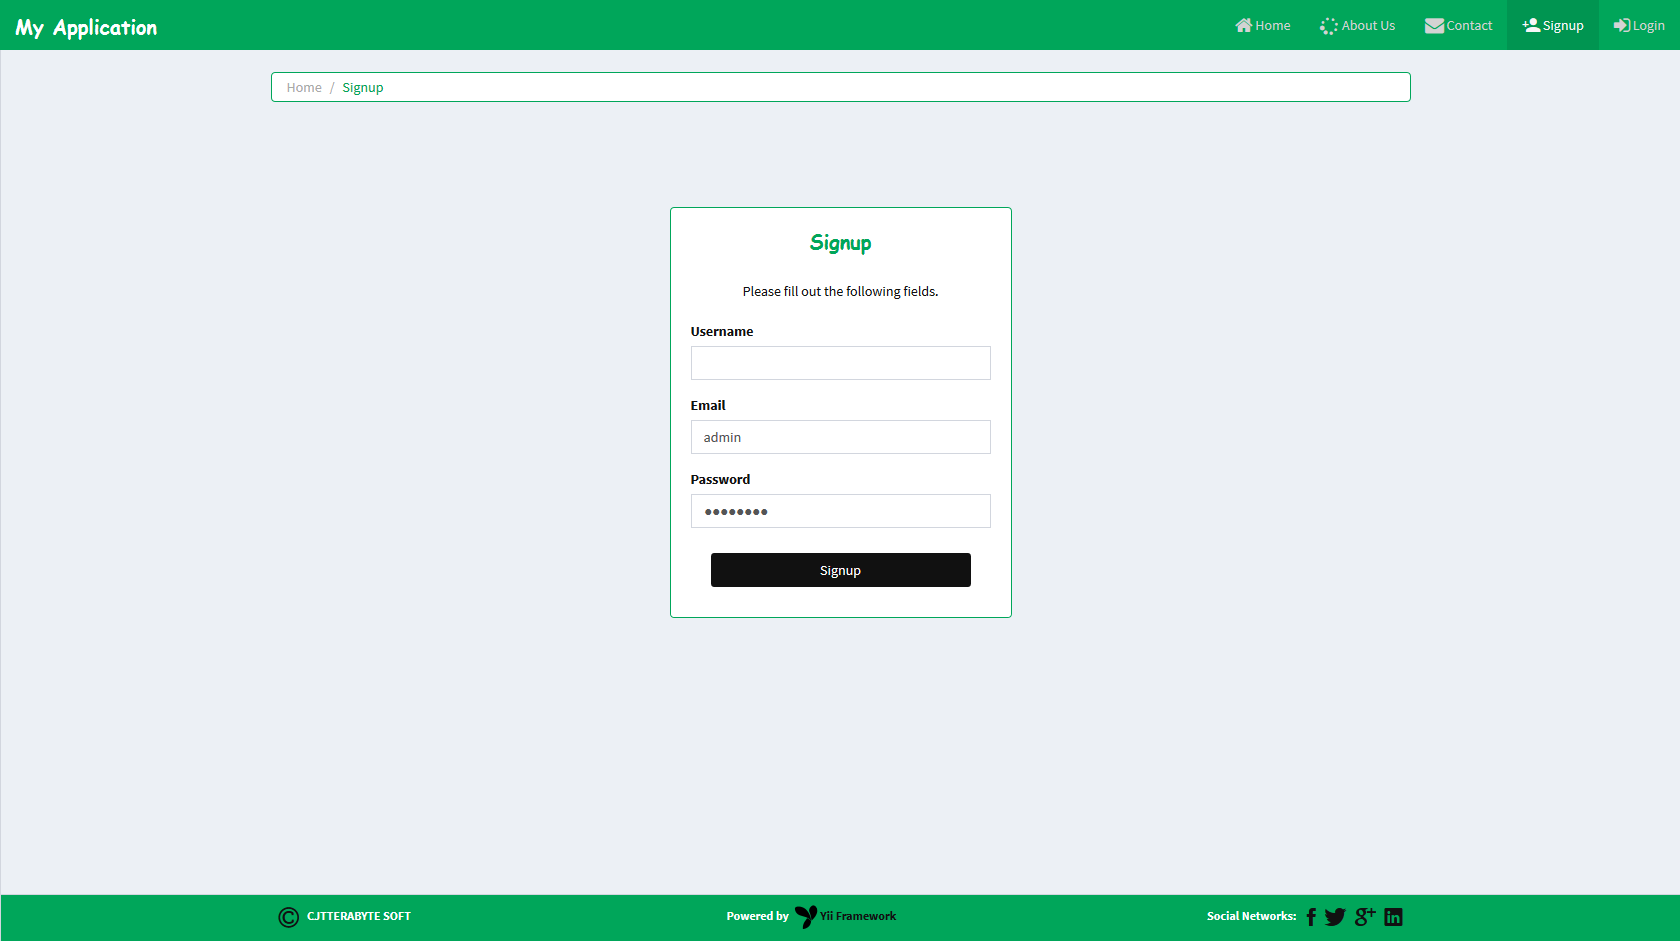 My Application
Home About Us Contact Signup Login
Home / Signup
Signup
Please fill out the following fields.
Username
Email
admin
Password
••••••••
Signup
© CJTTERABYTE SOFT
Powered by Yii Framework
Social Networks: f g+ in